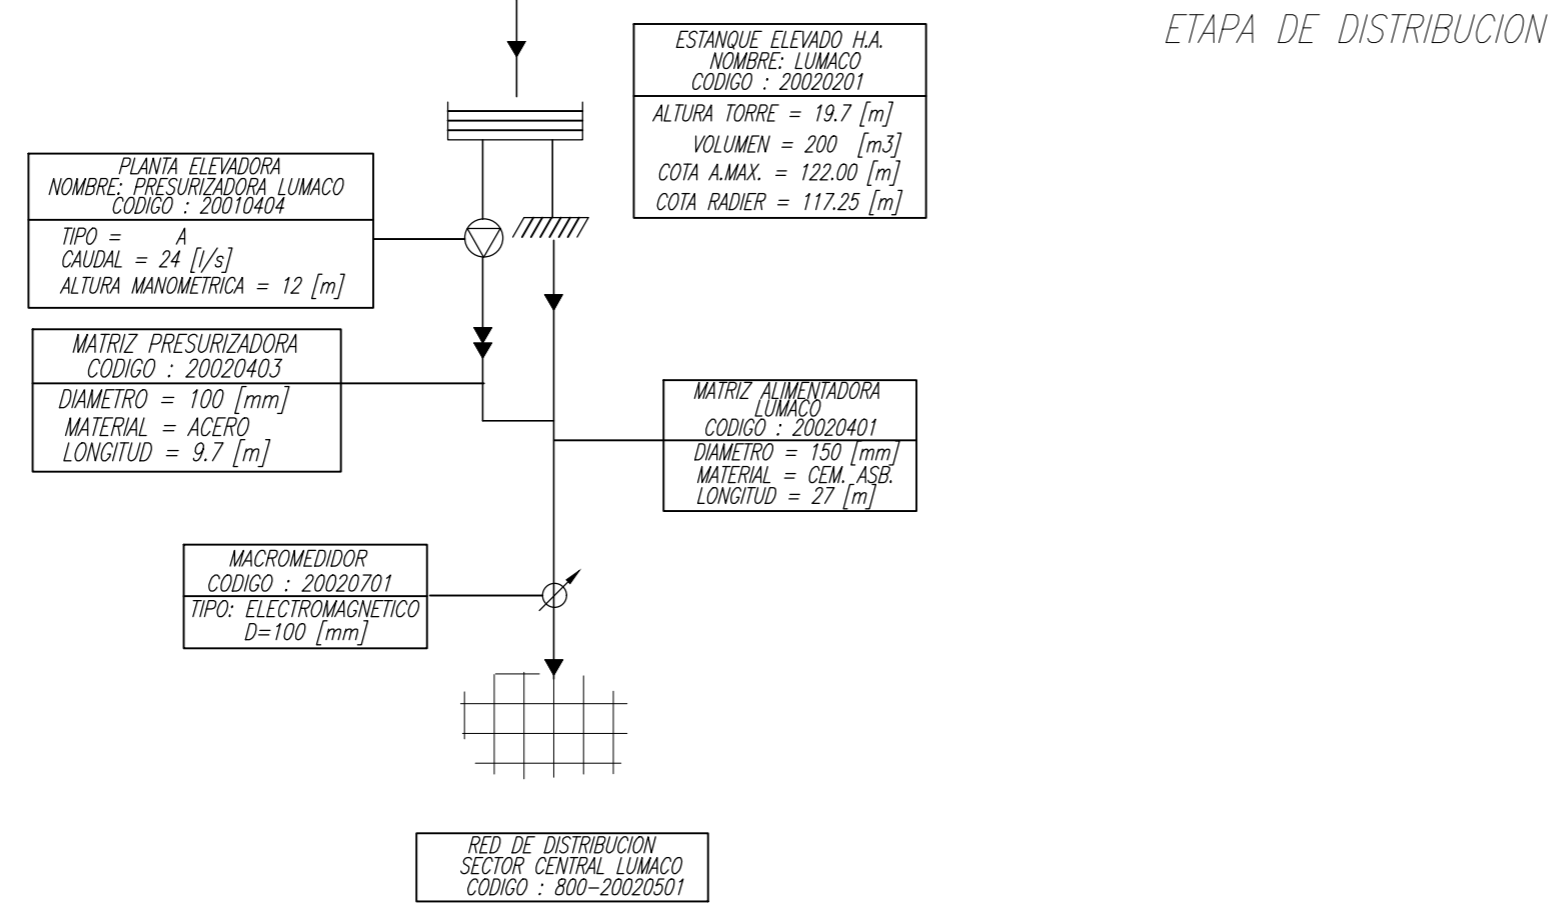 ETAPA DE DISTRIBUCION
ESTANQUE ELEVADO H.A.
NOMBRE: LUMACO
CODIGO : 20020201
ALTURA TORRE = 19.7 [m]
VOLUMEN = 200 [m3]
COTA A.MAX. = 122.00 [m]
COTA RADIER = 117.25 [m]
PLANTA ELEVADORA
NOMBRE: PRESURIZADORA LUMACO
CODIGO : 20010404
TIPO = A
CAUDAL = 24 [l/s]
ALTURA MANOMETRICA = 12 [m]
MATRIZ PRESURIZADORA
CODIGO : 20020403
DIAMETRO = 100 [mm]
MATERIAL = ACERO
LONGITUD = 9.7 [m]
MATRIZ ALIMENTADORA
LUMACO
CODIGO : 20020401
DIAMETRO = 150 [mm]
MATERIAL = CEM. ASB.
LONGITUD = 27 [m]
MACROMEDIDOR
CODIGO : 20020701
TIPO: ELECTROMAGNETICO
D=100 [mm]
RED DE DISTRIBUCION
SECTOR CENTRAL LUMACO
CODIGO : 800-20020501